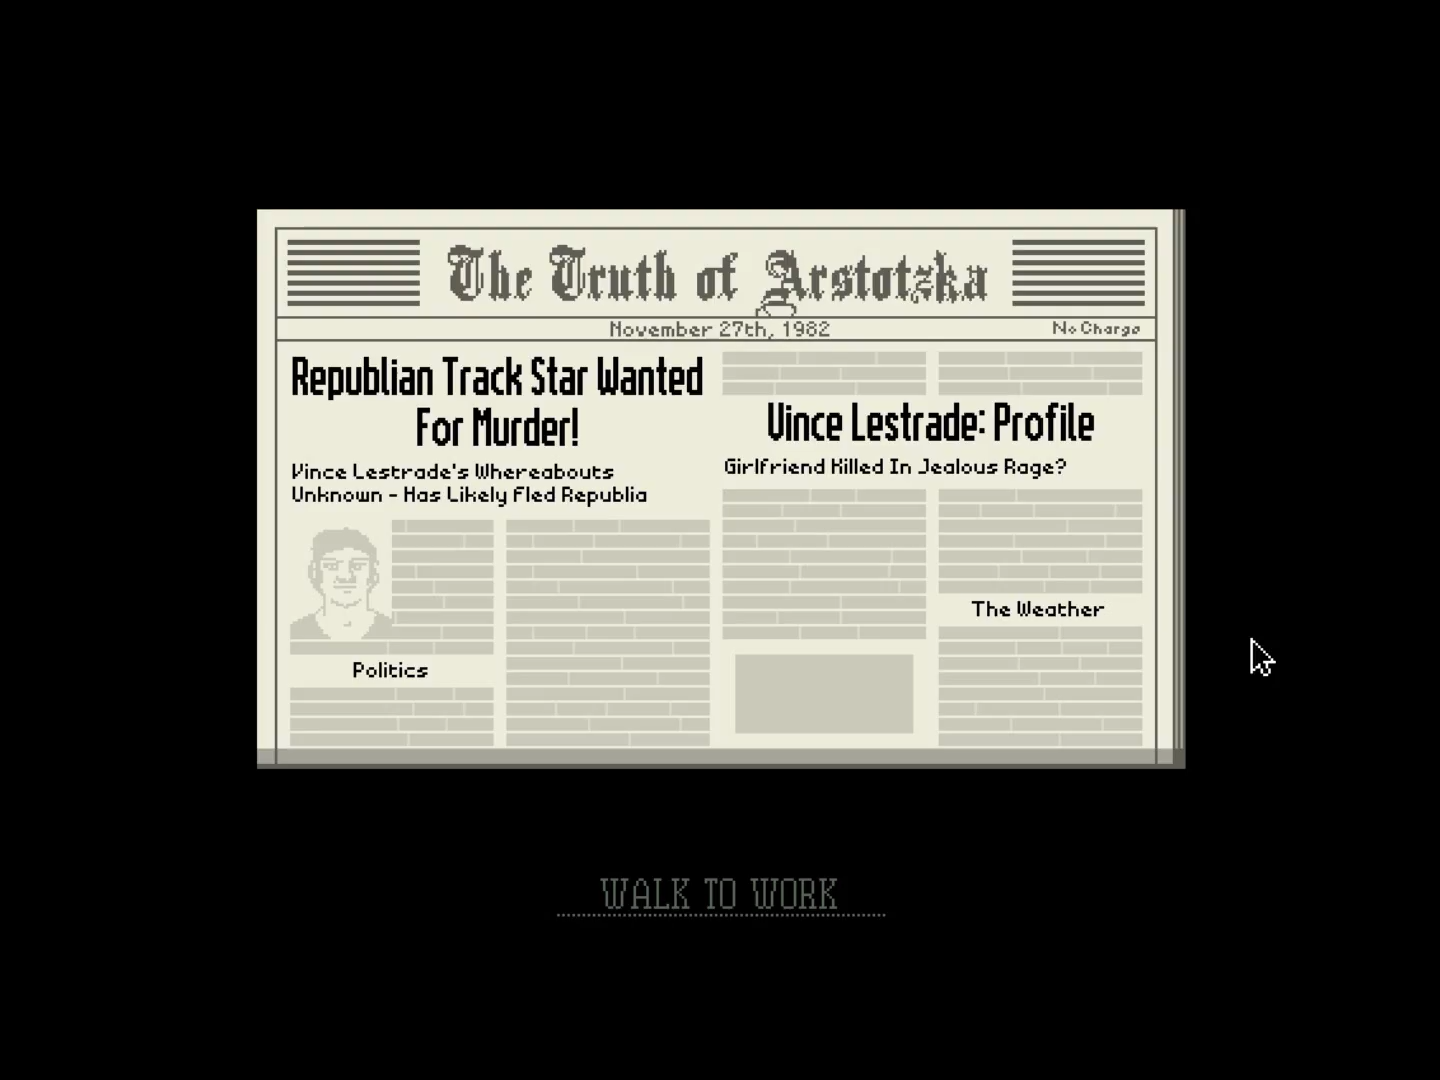 The Truth of Arstotzka
November 27th, 1982
No Charge
Republian Track Star Wanted
For Murder!
Vince Lestrade's Whereabouts
Unknown - Has Likely Fled Republia
Politics
Vince Lestrade: Profile
Girlfriend Killed In Jealous Rage?
The Weather
WALK TO WORK